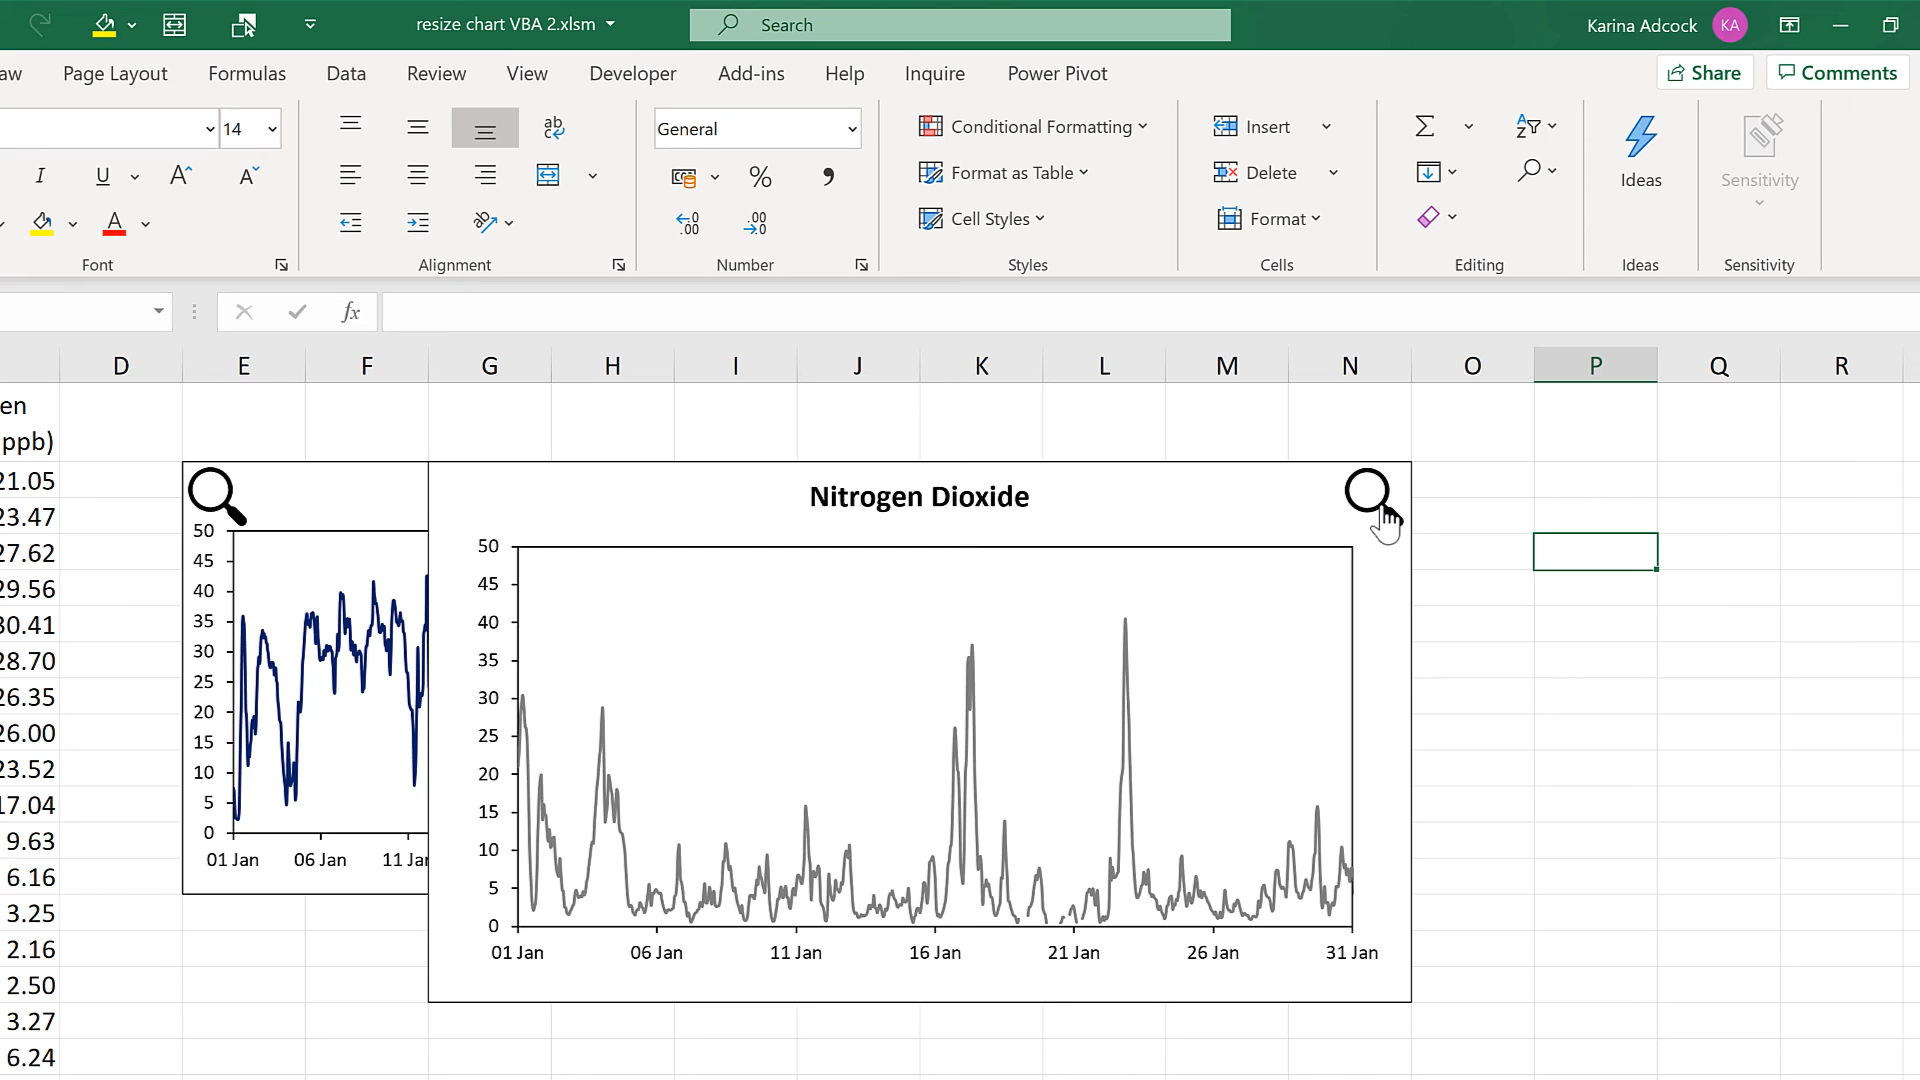 resize chart VBA 2.xlsm
Search
Karina Adcock
KA
aw Page Layout Formulas Data Review View Developer Add-ins Help Inquire Power Pivot
Share Comments
14
General
Conditional Formatting
Insert
ab
c
I U A A
%
Format as Table
Delete
Ideas
Sensitivity
A
Cell Styles
Format
Font Alignment Number Styles Cells Editing Ideas Sensitivity
fx
D E F G H I J K L M N O P Q R
en
ppb)
21.05
23.47
27.62
29.56
30.41
28.70
26.35
26.00
23.52
17.04
9.63
6.16
3.25
2.16
2.50
3.27
6.24
50
45
40
35
30
25
20
15
10
5
0
01 Jan 06 Jan 11 Jan
Nitrogen Dioxide
50
45
40
35
30
25
20
15
10
5
0
01 Jan 06 Jan 11 Jan 16 Jan 21 Jan 26 Jan 31 Jan